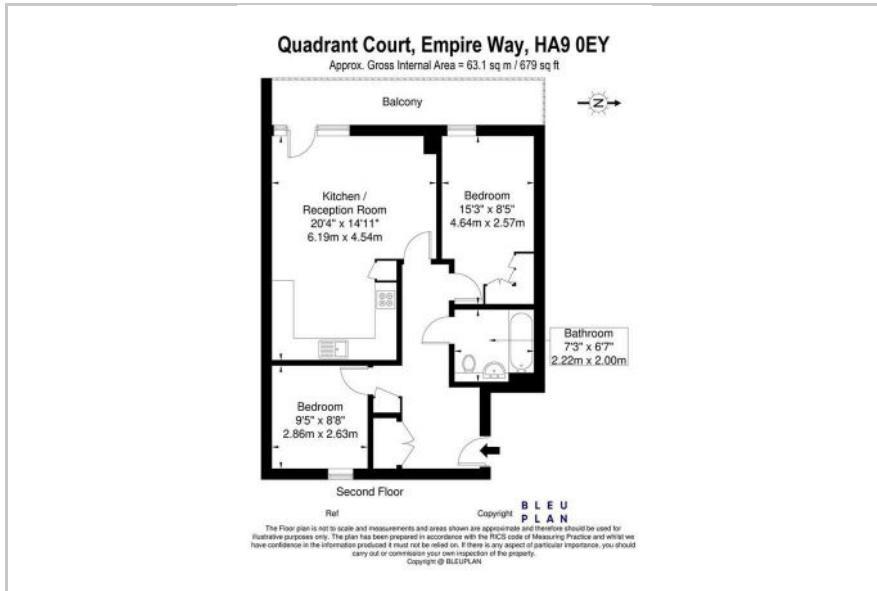 Quadrant Court, Empire Way, HA9 0EY
Approx. Gross Internal Area = 63.1 sq m / 679 sq ft
Balcony
N
Kitchen /
Reception Room
20'4" x 14'11"
6.19m x 4.54m
Bedroom
15'3" x 8'5"
4.64m x 2.57m
Bathroom
7'3" x 6'7"
2.22m x 2.00m
Bedroom
9'5" x 8'8"
2.86m x 2.63m
Second Floor
Ref
Copyright
BLEU
PLAN
The Floor plan is not to scale and measurements and areas shown are approximate and therefore should be used for
illustrative purposes only. The plan has been prepared in accordance with the RICS code of Measuring Practice and whilst we
have confidence in the information produced it must not be relied on. If there is any aspect of particular importance, you should
carry out or commission your own inspection of the property.
Copyright @ BLEUPLAN